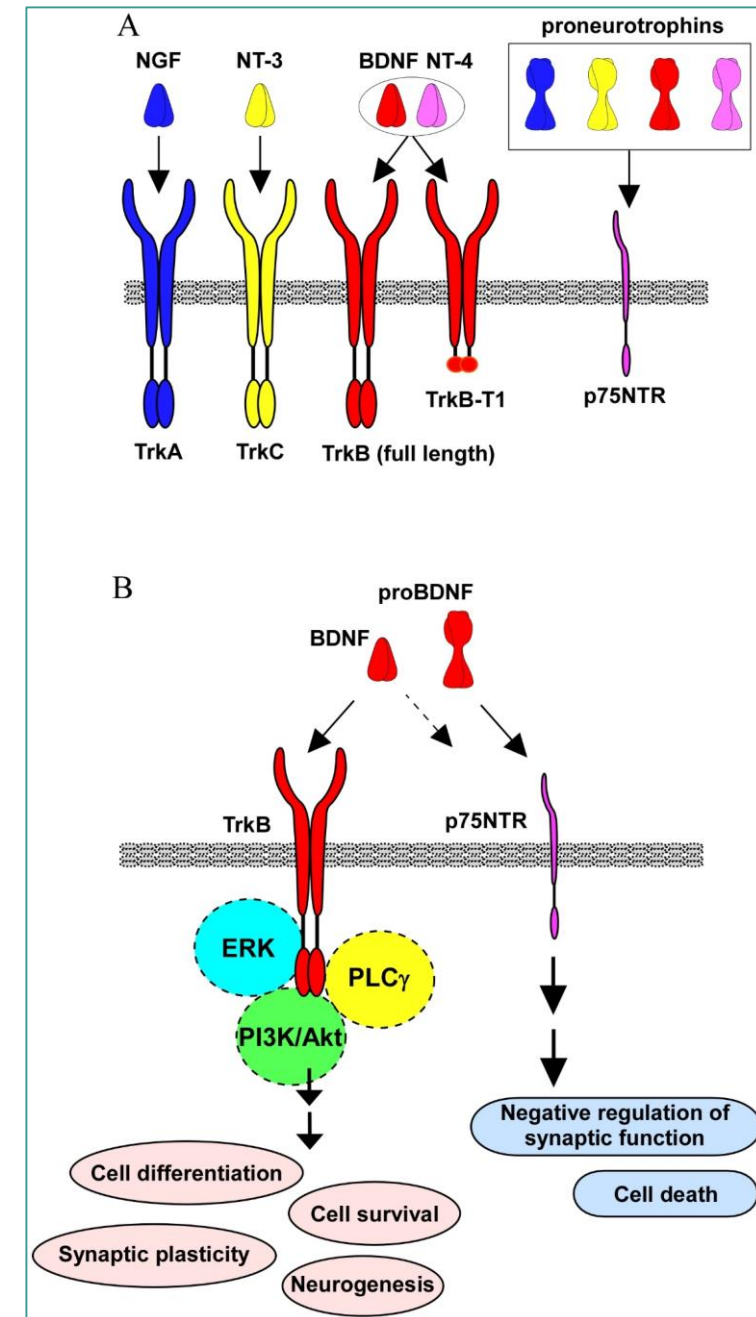 A
proneurotrophins
NGF
NT-3
BDNF NT-4
TrkA
TrkC
TrkB (full length)
TrkB-T1
p75NTR
B
proBDNF
BDNF
TrkB
p75NTR
ERK
PLCγ
PI3K/Akt
Negative regulation of
synaptic function
Cell death
Cell differentiation
Cell survival
Synaptic plasticity
Neurogenesis